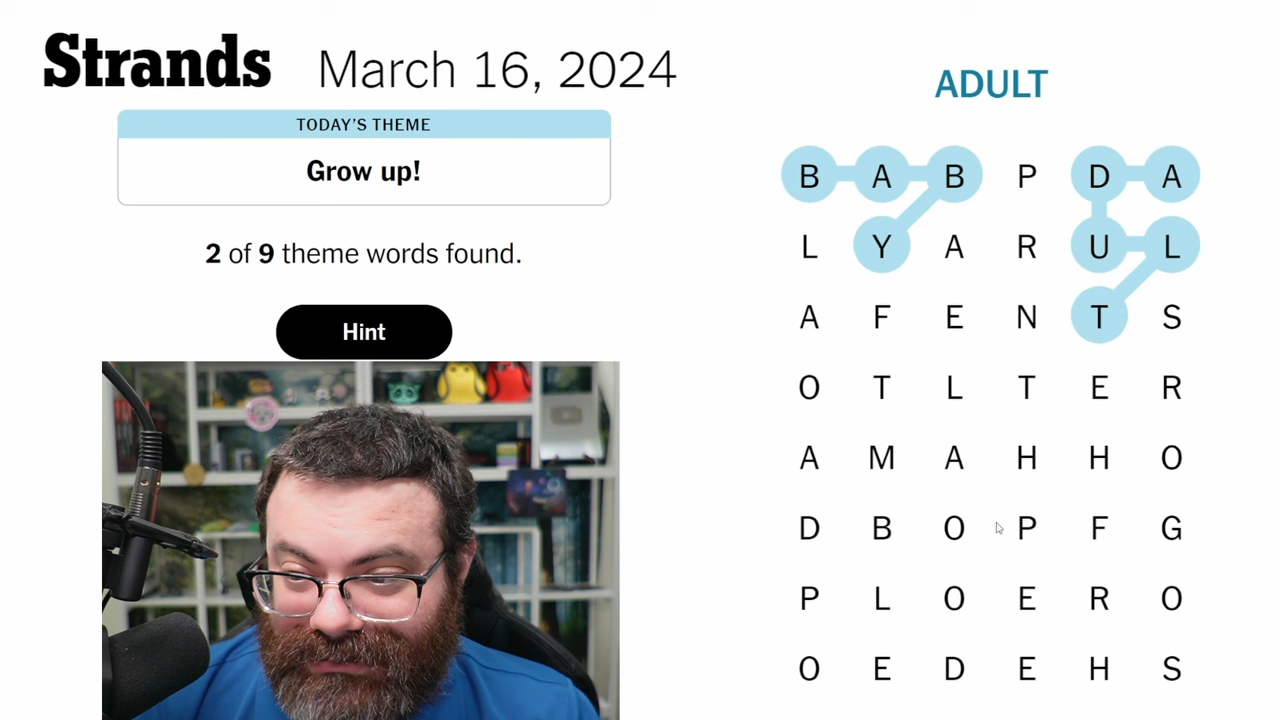 Strands March 16, 2024
TODAY'S THEME
Grow up!
2 of 9 theme words found.
Hint
ADULT
B A B P D A
L Y A R U L
A F E N T S
O T L T E R
A M A H H O
D B O P F G
P L O E R O
O E D E H S